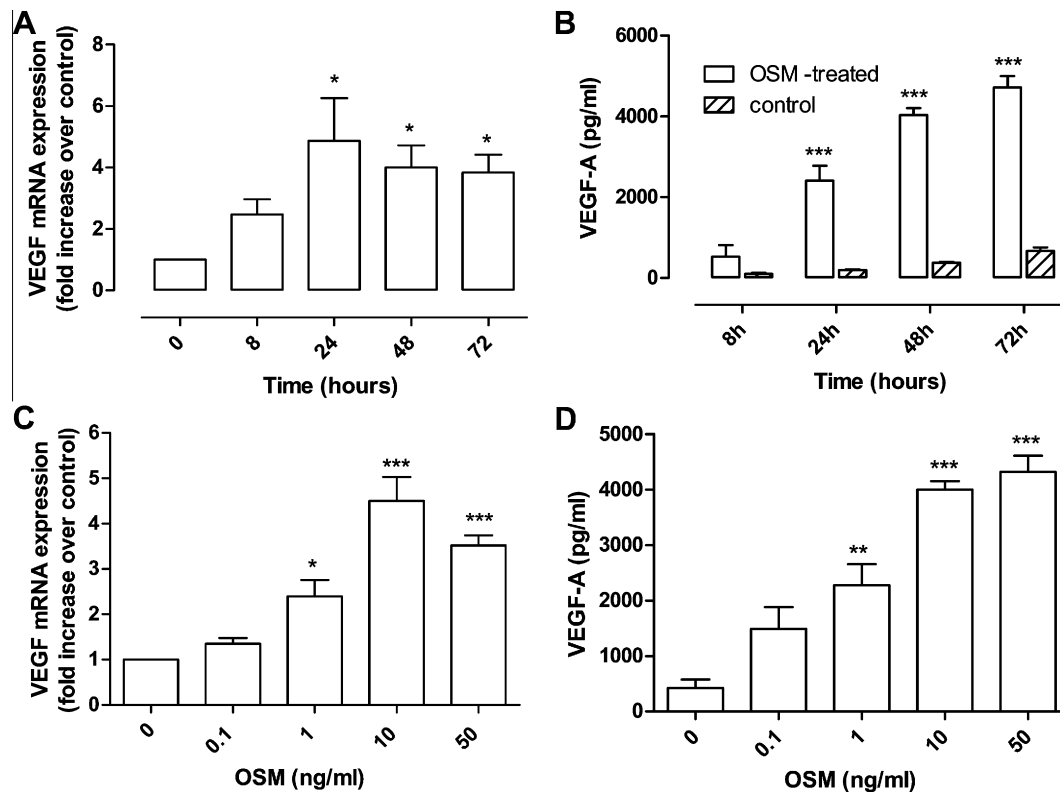 A
VEGF mRNA expression
(fold increase over control)
8
6
4
2
0
*
*
*
0
8
24
48
72
Time (hours)
B
VEGF-A (pg/ml)
6000
4000
2000
0
OSM -treated
control
***
***
***
8h
24h
48h
72h
Time (hours)
C
VEGF mRNA expression
(fold increase over control)
6
5
4
3
2
1
0
*
***
***
0
0.1
1
10
50
OSM (ng/ml)
D
VEGF-A (pg/ml)
5000
4000
3000
2000
1000
0
**
***
***
0
0.1
1
10
50
OSM (ng/ml)